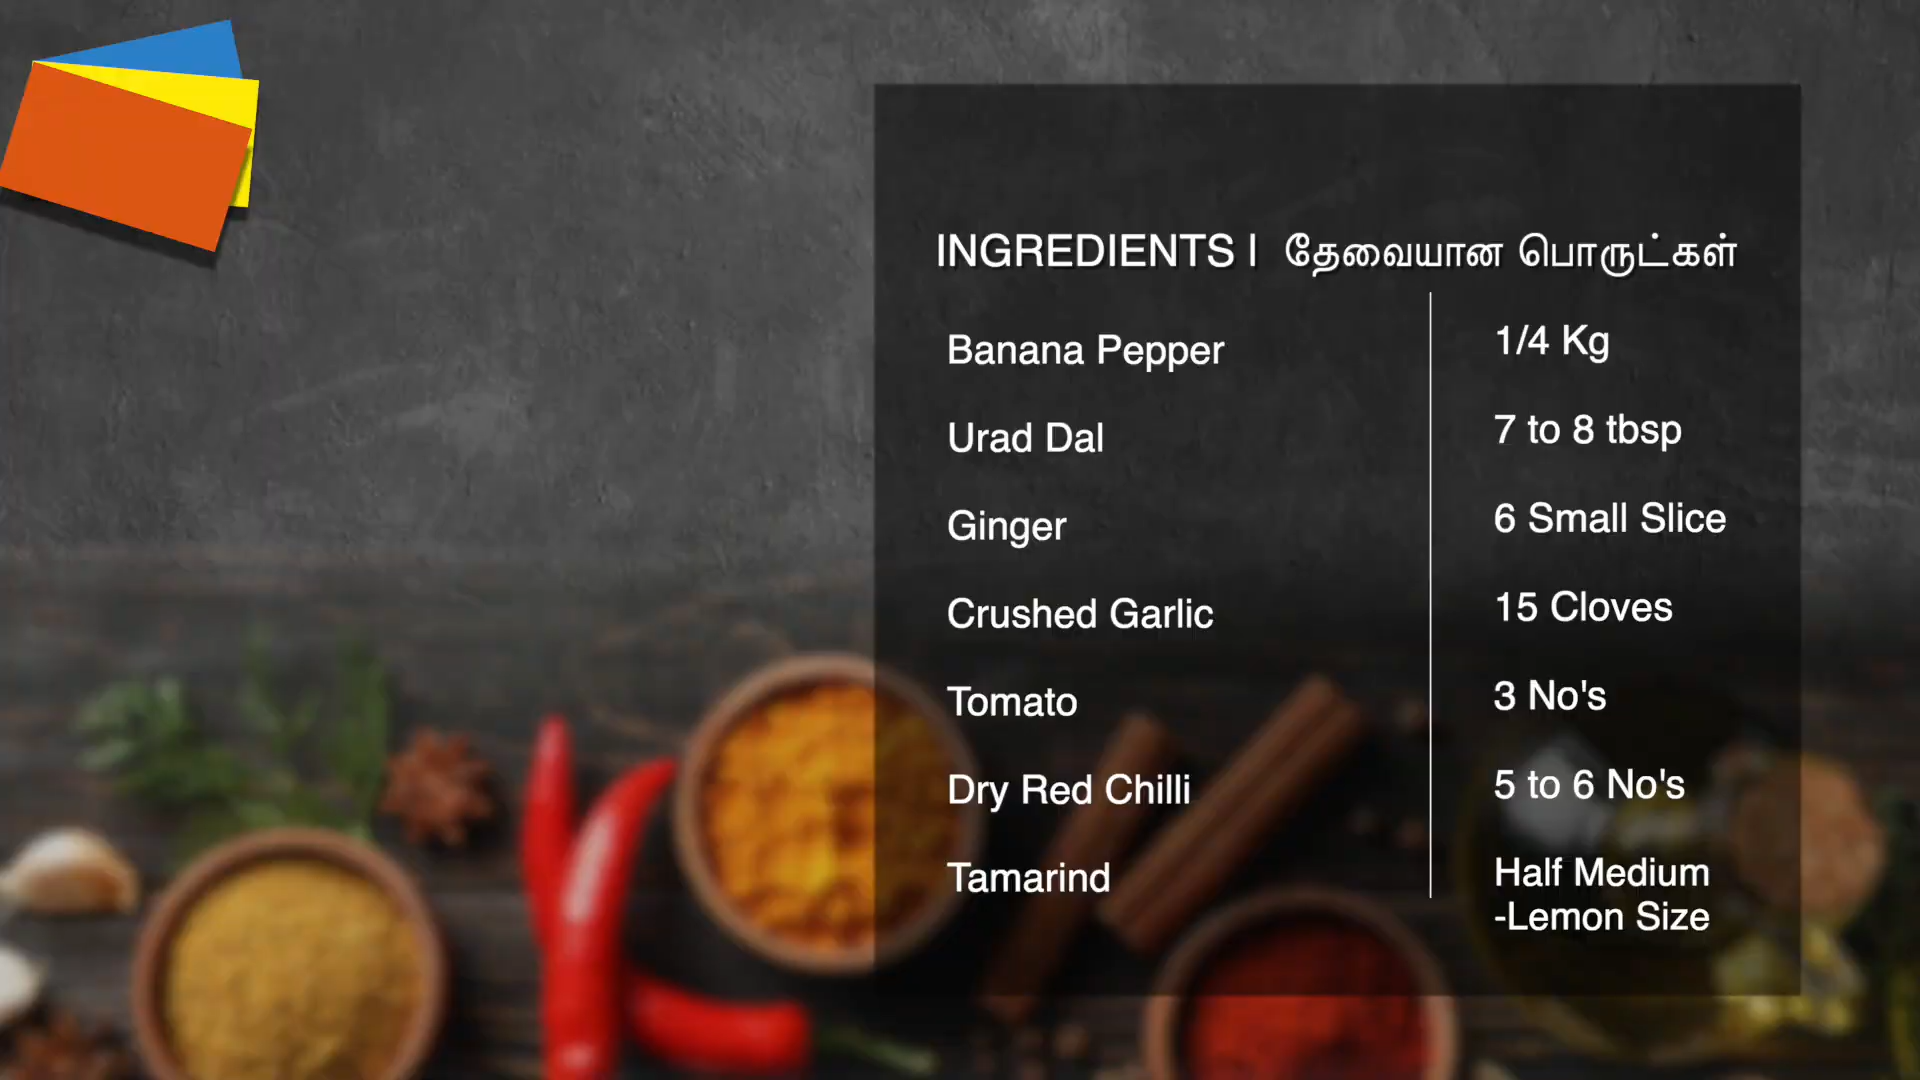 INGREDIENTS | தேவையான பொருட்கள்
Banana Pepper 1/4 Kg
Urad Dal 7 to 8 tbsp
Ginger 6 Small Slice
Crushed Garlic 15 Cloves
Tomato 3 No's
Dry Red Chilli 5 to 6 No's
Tamarind Half Medium
-Lemon Size